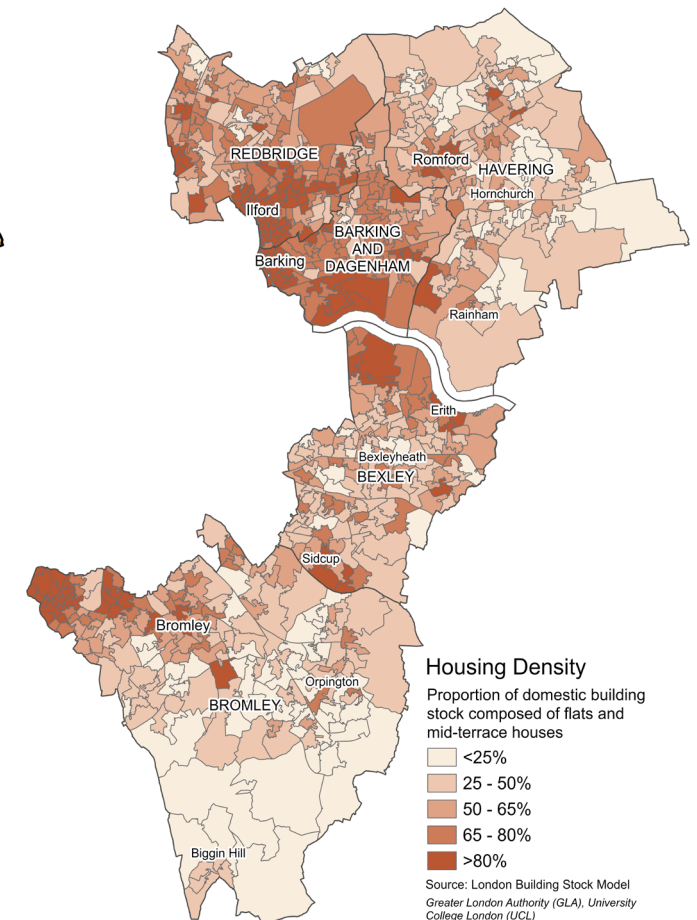 REDBRIDGE
Romford
HAVERING
Hornchurch
Ilford
BARKING
AND
DAGENHAM
Barking
Rainham
Erith
Bexleyheath
BEXLEY
Sidcup
Bromley
Orpington
BROMLEY
Biggin Hill
Housing Density
Proportion of domestic building
stock composed of flats and
mid-terrace houses
<25%
25 - 50%
50 - 65%
65 - 80%
>80%
Source: London Building Stock Model
Greater London Authority (GLA), University
College London (UCL)